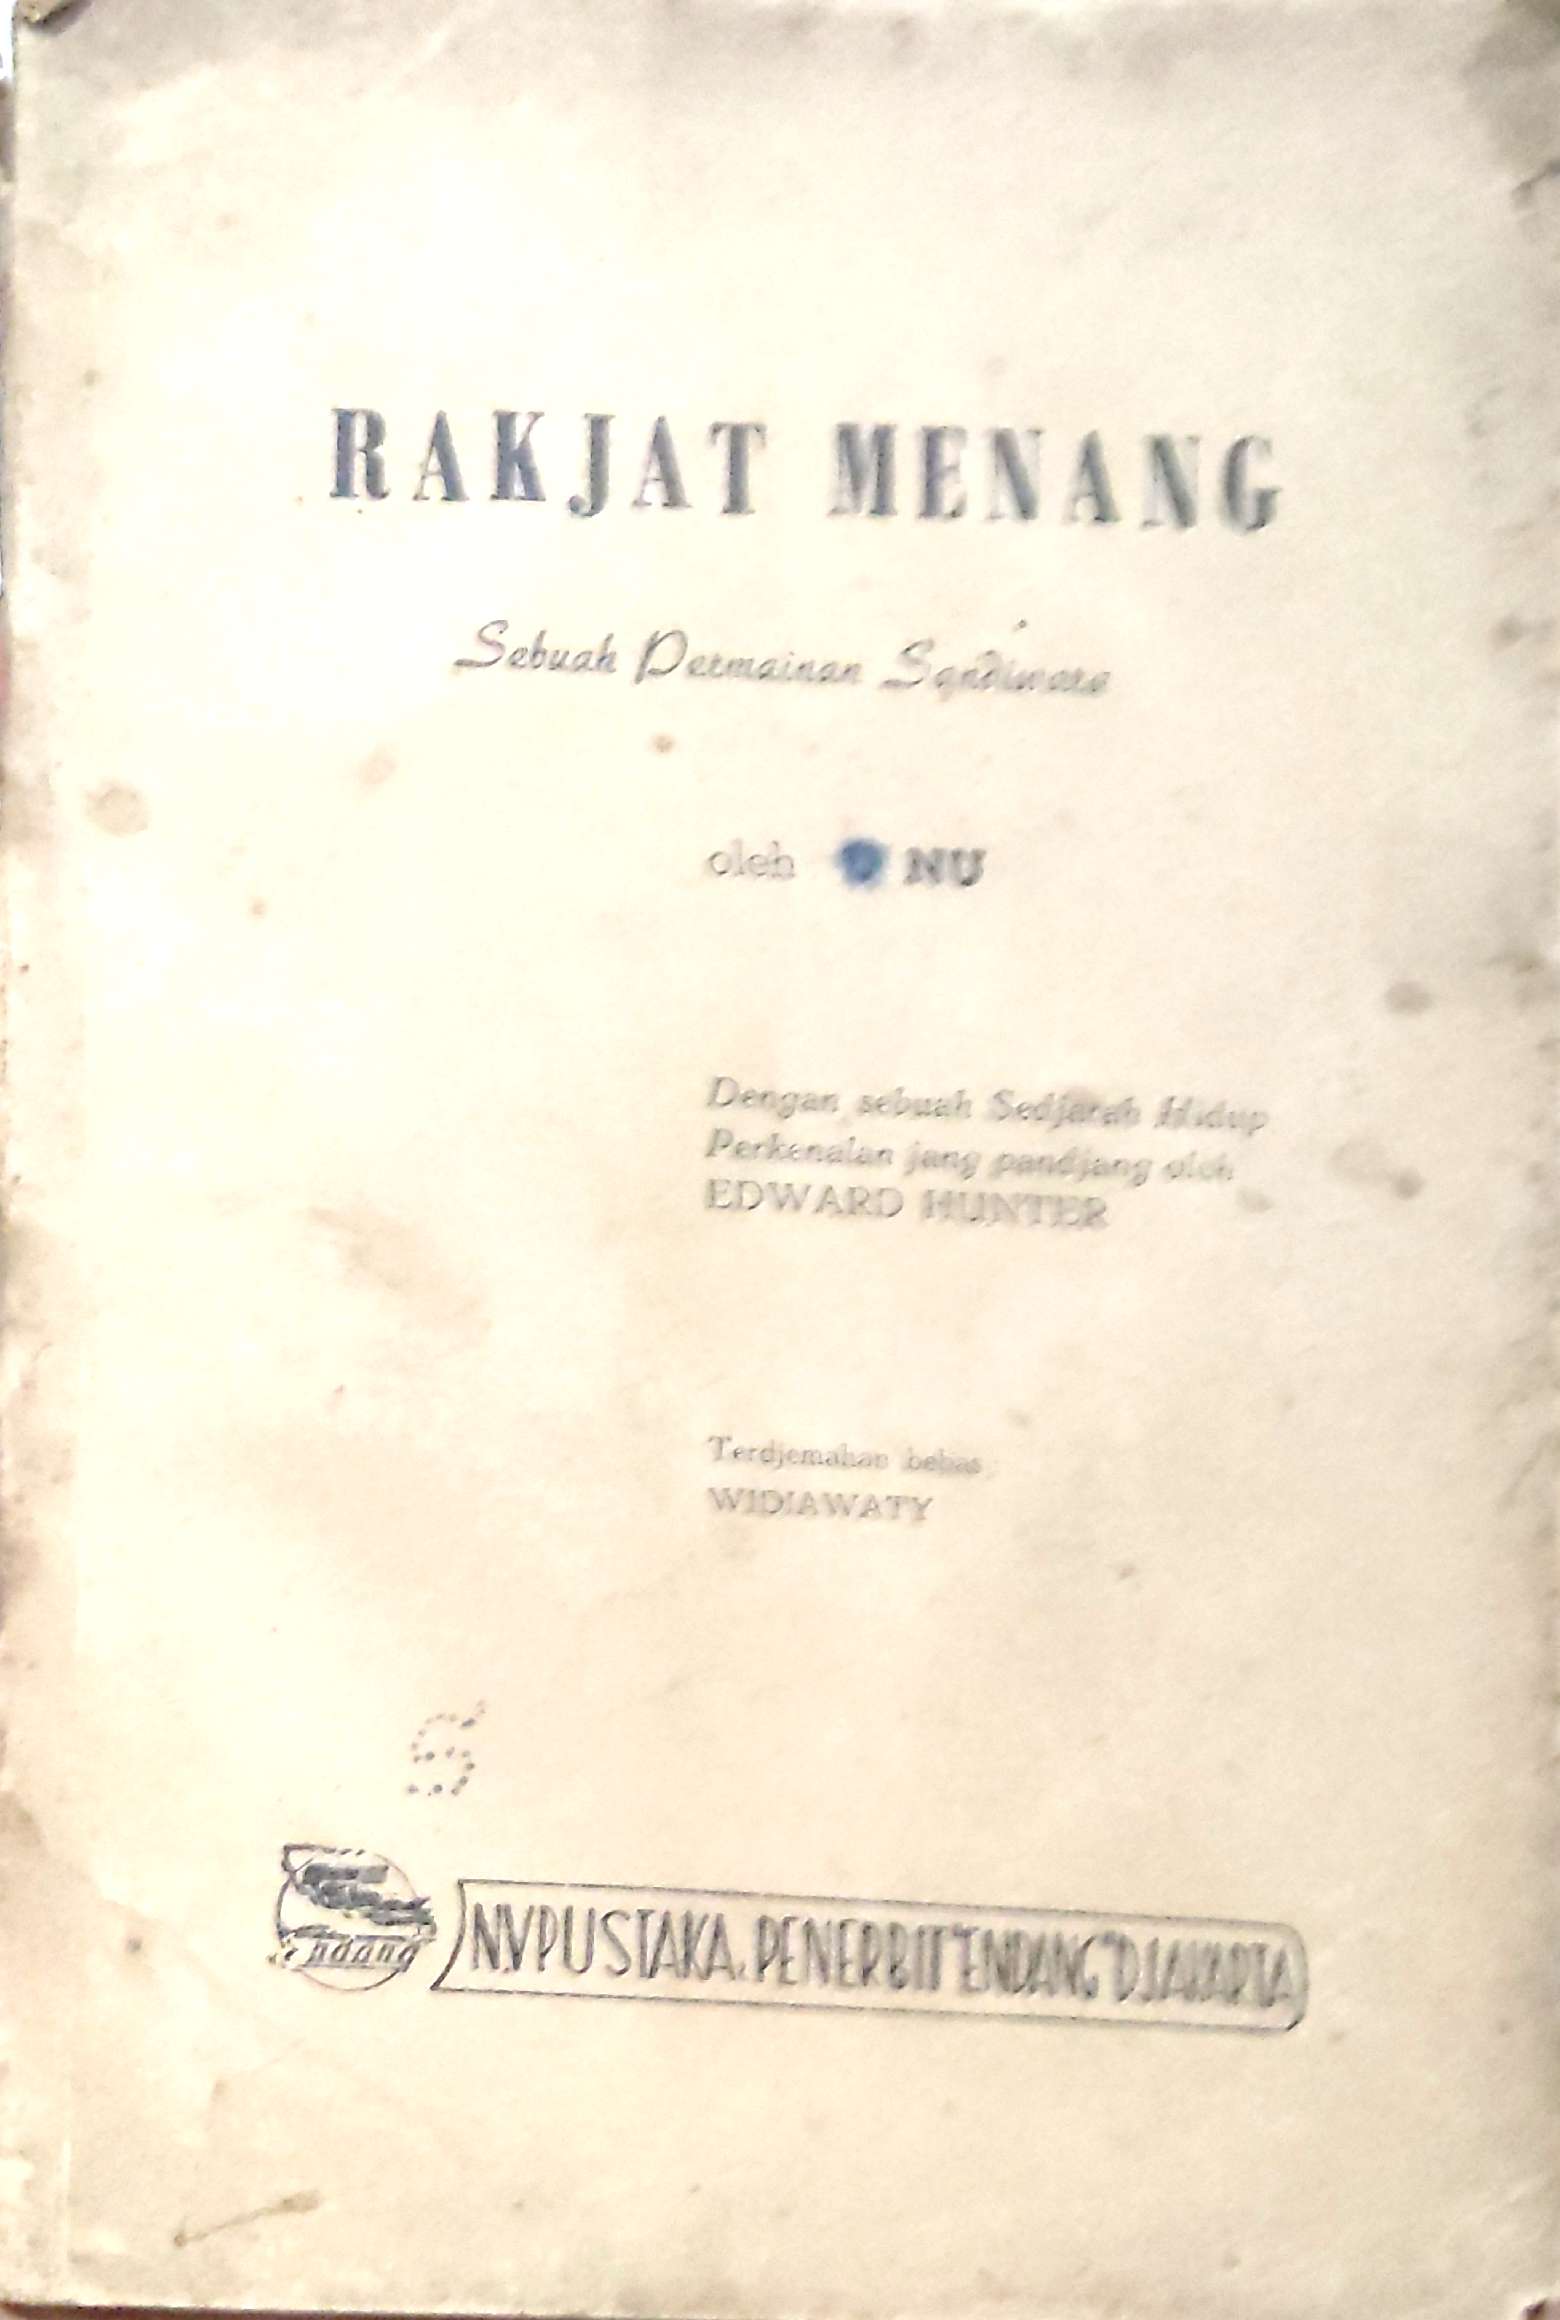 RAKJAT MENANG
Sebuah Permainan Sandiwara
oleh U NU
Dengan sebuah Sedjarah Hidup
Perkenalan jang pandjang oleh
EDWARD HUNTER
Terdjemahan bebas
WIDIAWATY
S
Endang
N.V. PUSTAKA. PENERBIT "ENDANG" DJAKARTA